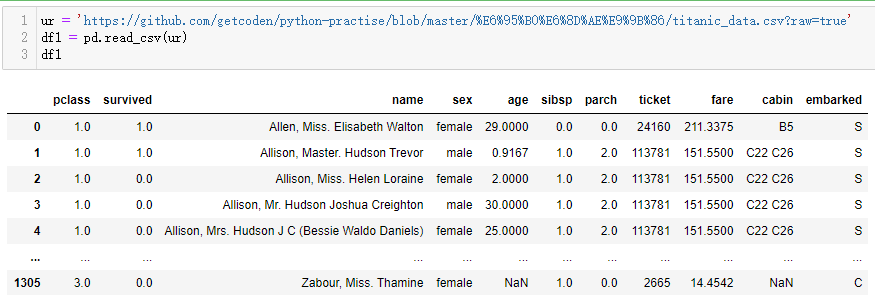 1 ur = 'https://github.com/getcoden/python-practise/blob/master/%E6%95%B0%E6%8D%AE%E9%9B%86/titanic_data.csv?raw=true'
2 df1 = pd.read_csv(ur)
3 df1
pclass survived name sex age sibsp parch ticket fare cabin embarked
0 1.0 1.0 Allen, Miss. Elisabeth Walton female 29.0000 0.0 0.0 24160 211.3375 B5 S
1 1.0 1.0 Allison, Master. Hudson Trevor male 0.9167 1.0 2.0 113781 151.5500 C22 C26 S
2 1.0 0.0 Allison, Miss. Helen Loraine female 2.0000 1.0 2.0 113781 151.5500 C22 C26 S
3 1.0 0.0 Allison, Mr. Hudson Joshua Creighton male 30.0000 1.0 2.0 113781 151.5500 C22 C26 S
4 1.0 0.0 Allison, Mrs. Hudson J C (Bessie Waldo Daniels) female 25.0000 1.0 2.0 113781 151.5500 C22 C26 S
... ... ... ... ... ... ... ... ... ... ... ...
1305 3.0 0.0 Zabour, Miss. Thamine female NaN 1.0 0.0 2665 14.4542 NaN C